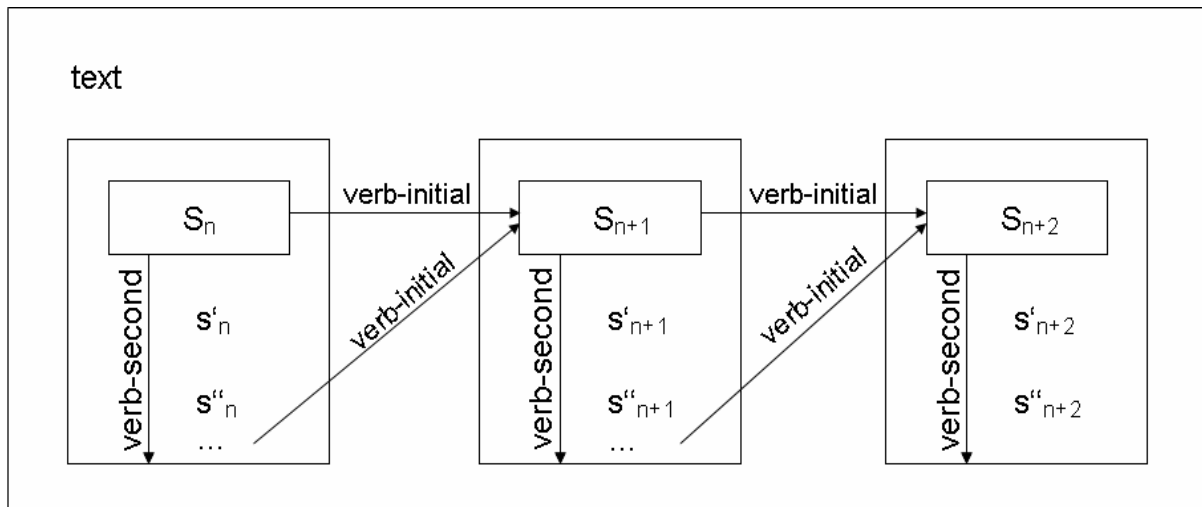 text
verb-initial
verb-initial
Sₙ
Sₙ₊₁
Sₙ₊₂
verb-second
s‘ₙ
s“ₙ
...
verb-initial
verb-second
s‘ₙ₊₁
s“ₙ₊₁
...
verb-initial
verb-second
s‘ₙ₊₂
s“ₙ₊₂